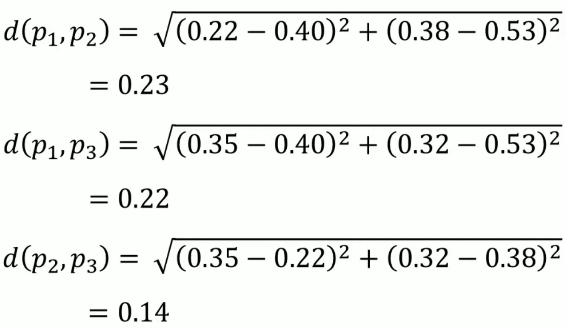 d(p₁,p₂) = √(0.22 − 0.40)² + (0.38 − 0.53)²
= 0.23
d(p₁,p₃) = √(0.35 − 0.40)² + (0.32 − 0.53)²
= 0.22
d(p₂,p₃) = √(0.35 − 0.22)² + (0.32 − 0.38)²
= 0.14